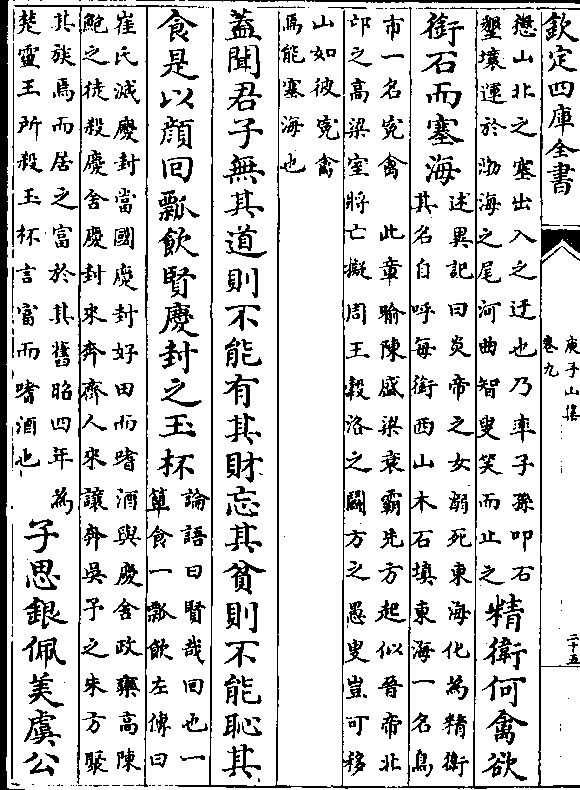 欽定四庫全書
庾子山集
卷九
二十五
懋山北之塞出入之迂也乃率子孫叩石
墾壤運於渤海之尾河曲智叟笑而止之
精衛何禽欲
銜石而塞海
述異記曰炎帝之女溺死東海化為精衛
其名自呼每銜西山木石填東海一名鳥
市一名寃禽 此章喻陳盛梁衰霸先方起似晉帝北
邙之高梁室將亡擬周王穀洛之鬭方之愚叟豈可移
山如彼寃禽
焉能塞海也
蓋聞君子無其道則不能有其財忘其貧則不能恥其
食是以顔回瓢飲賢慶封之玉杯
論語曰賢哉回也一
簞食一瓢飲左傳曰
崔氏滅慶封當國慶封好田而嗜酒與慶舍政欒高陳
鮑之徒殺慶舍慶封來奔齊人來讓奔吳予之朱方聚
其族焉而居之富於其舊昭四年為
楚靈王所殺玉杯言富而嗜酒也
子思銀佩美虞公